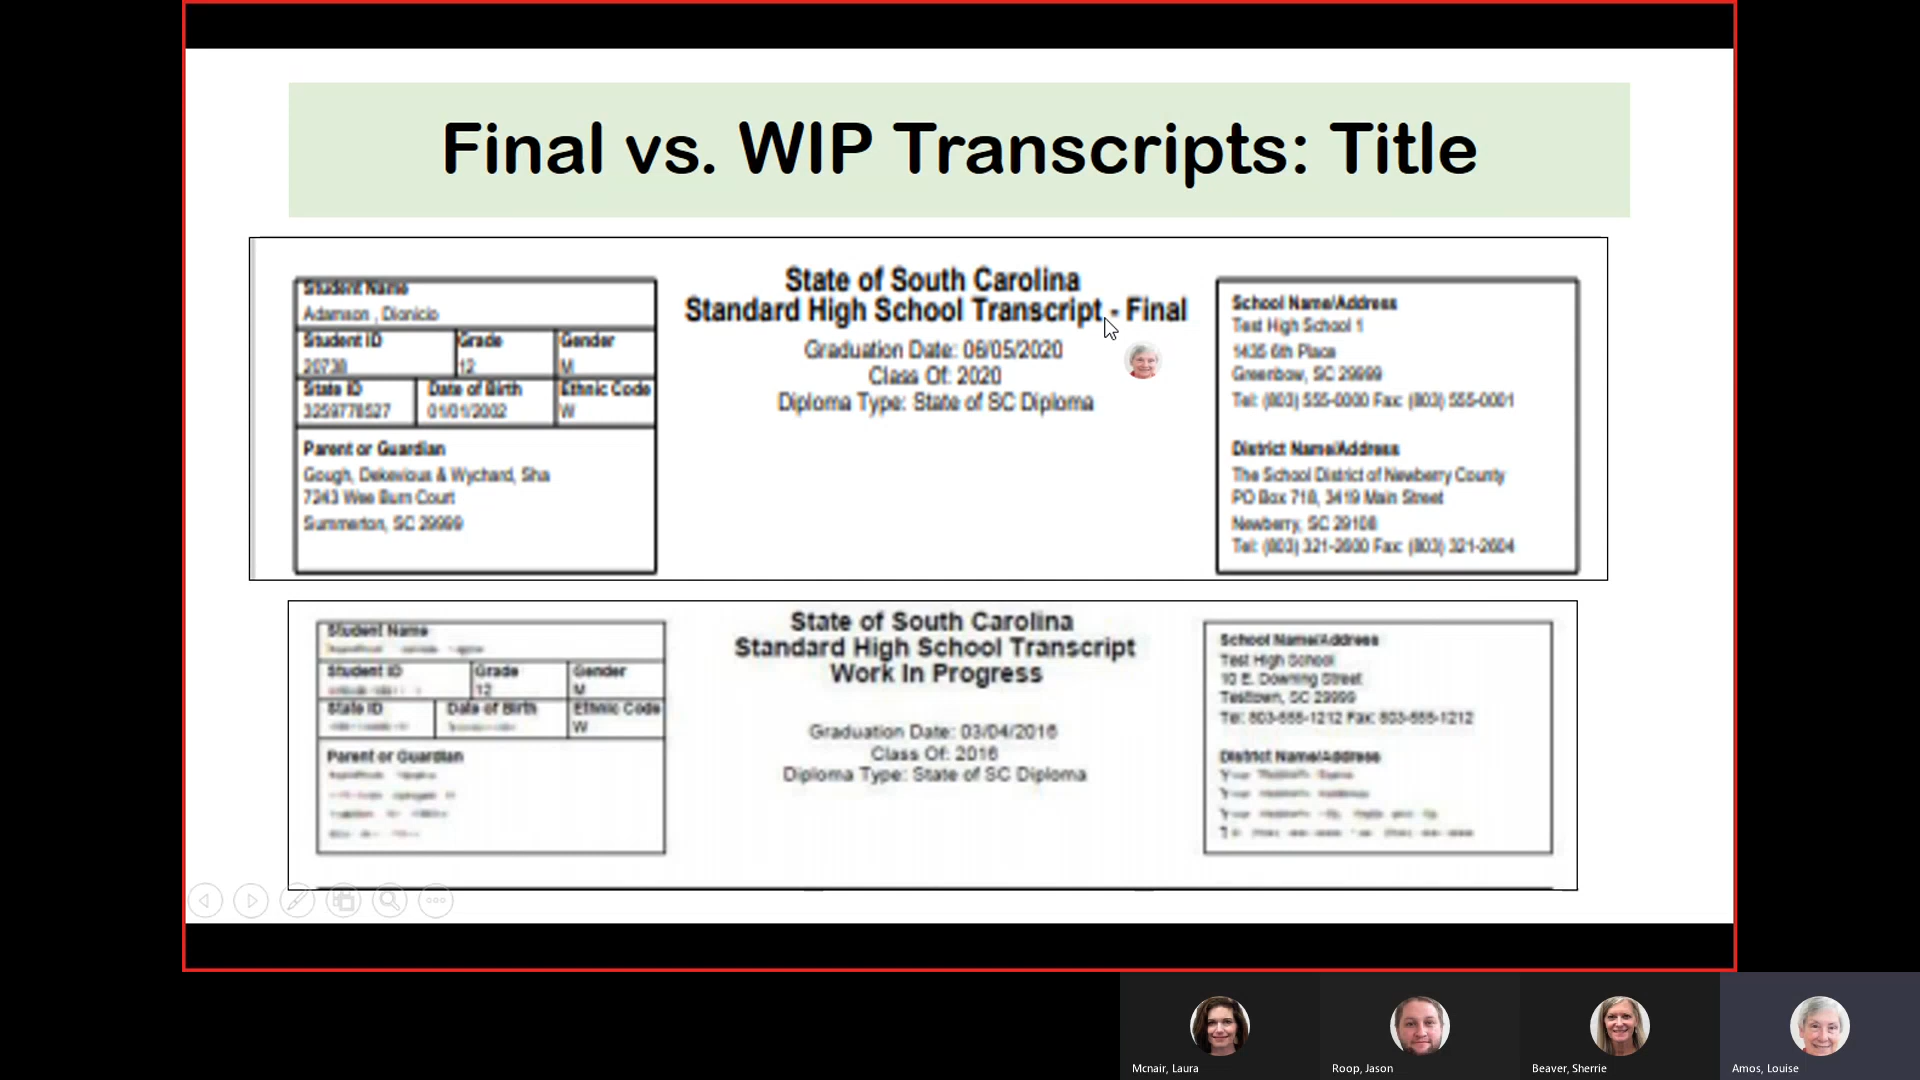 Final vs. WIP Transcripts: Title
State of South Carolina
Standard High School Transcript - Final
Graduation Date: 06/05/2020
Class Of: 2020
Diploma Type: State of SC Diploma
Student Name
Adamson , Dionicio
Student ID Grade Gender
20738 12 M
State ID Date of Birth Ethnic Code
3259778527 01/01/2002 W
Parent or Guardian
Gough, Dekevious & Wychard, Sha
7243 Wee Burn Court
Summerton, SC 29999
School Name/Address
Test High School 1
1435 6th Place
Greenbow, SC 29999
Tel: (803) 555-0000 Fax: (803) 555-0001
District Name/Address
The School District of Newberry County
PO Box 718, 3419 Main Street
Newberry, SC 29108
Tel: (803) 321-2600 Fax: (803) 321-2604
State of South Carolina
Standard High School Transcript
Work In Progress
Graduation Date: 03/04/2016
Class Of: 2016
Diploma Type: State of SC Diploma
Student Name
Student ID Grade Gender
12 M
State ID Date of Birth Ethnic Code
W
Parent or Guardian
School Name/Address
Test High School
10 E. Downing Street
Testtown, SC 29999
Tel: 803-555-1212 Fax: 803-555-1212
District Name/Address
Mcnair, Laura
Roop, Jason
Beaver, Sherrie
Amos, Louise